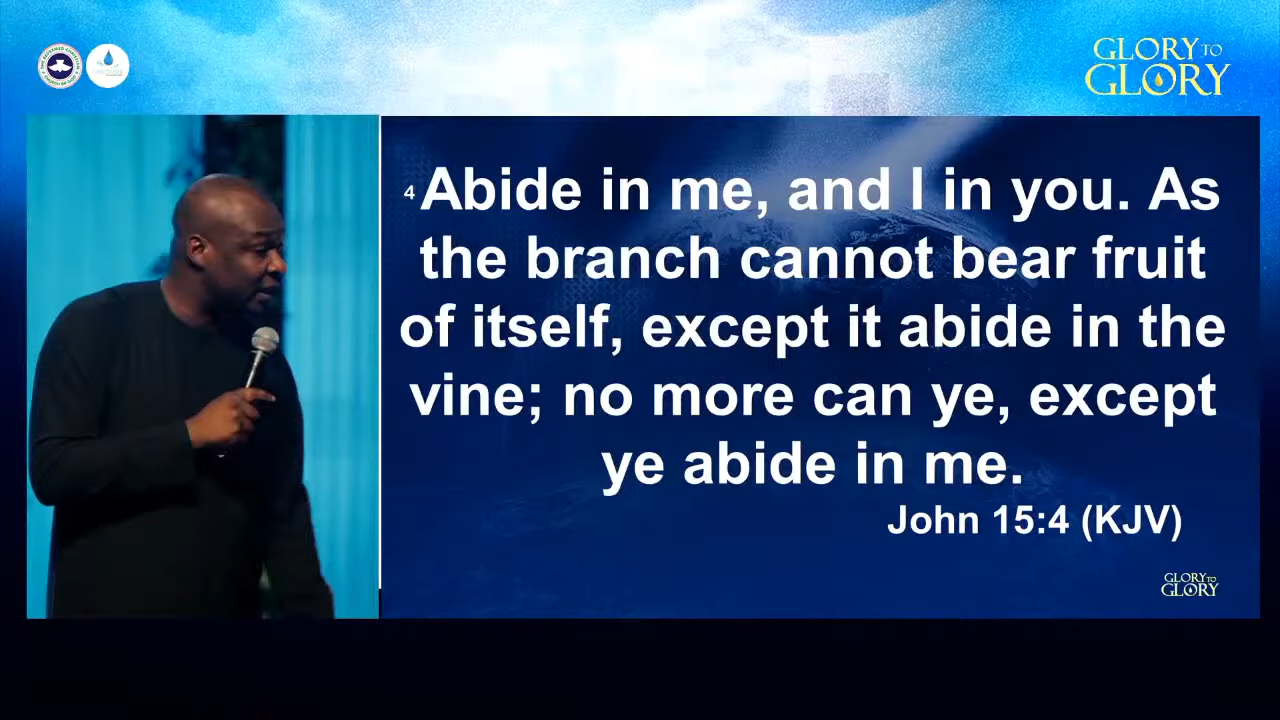 GLORY TO
GLORY
4 Abide in me, and I in you. As
the branch cannot bear fruit
of itself, except it abide in the
vine; no more can ye, except
ye abide in me.
John 15:4 (KJV)
GLORY TO
GLORY